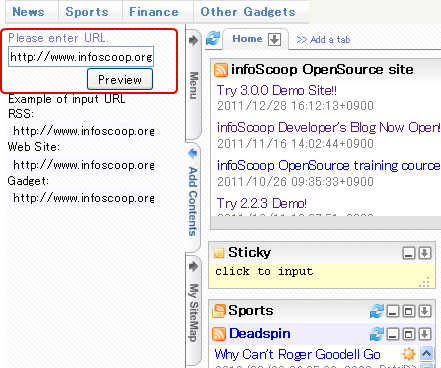 News Sports Finance Other Gadgets
Please enter URL.
http://www.infoscoop.org
Preview
Example of input URL
RSS:
http://www.infoscoop.org
Web Site:
http://www.infoscoop.org
Gadget:
http://www.infoscoop.org
Menu
Add Contents
My SiteMap
Home
>> Add a tab
infoScoop OpenSource site
Try 3.0.0 Demo Site!!
2011/12/28 16:12:13+0900
infoScoop Developer's Blog Now Open!
2011/11/16 14:02:44+0900
infoScoop OpenSource training cource
2011/10/26 09:35:33+0900
Try 2.2.3 Demo!
Sticky
click to input
Sports
Deadspin
Why Can't Roger Goodell Go